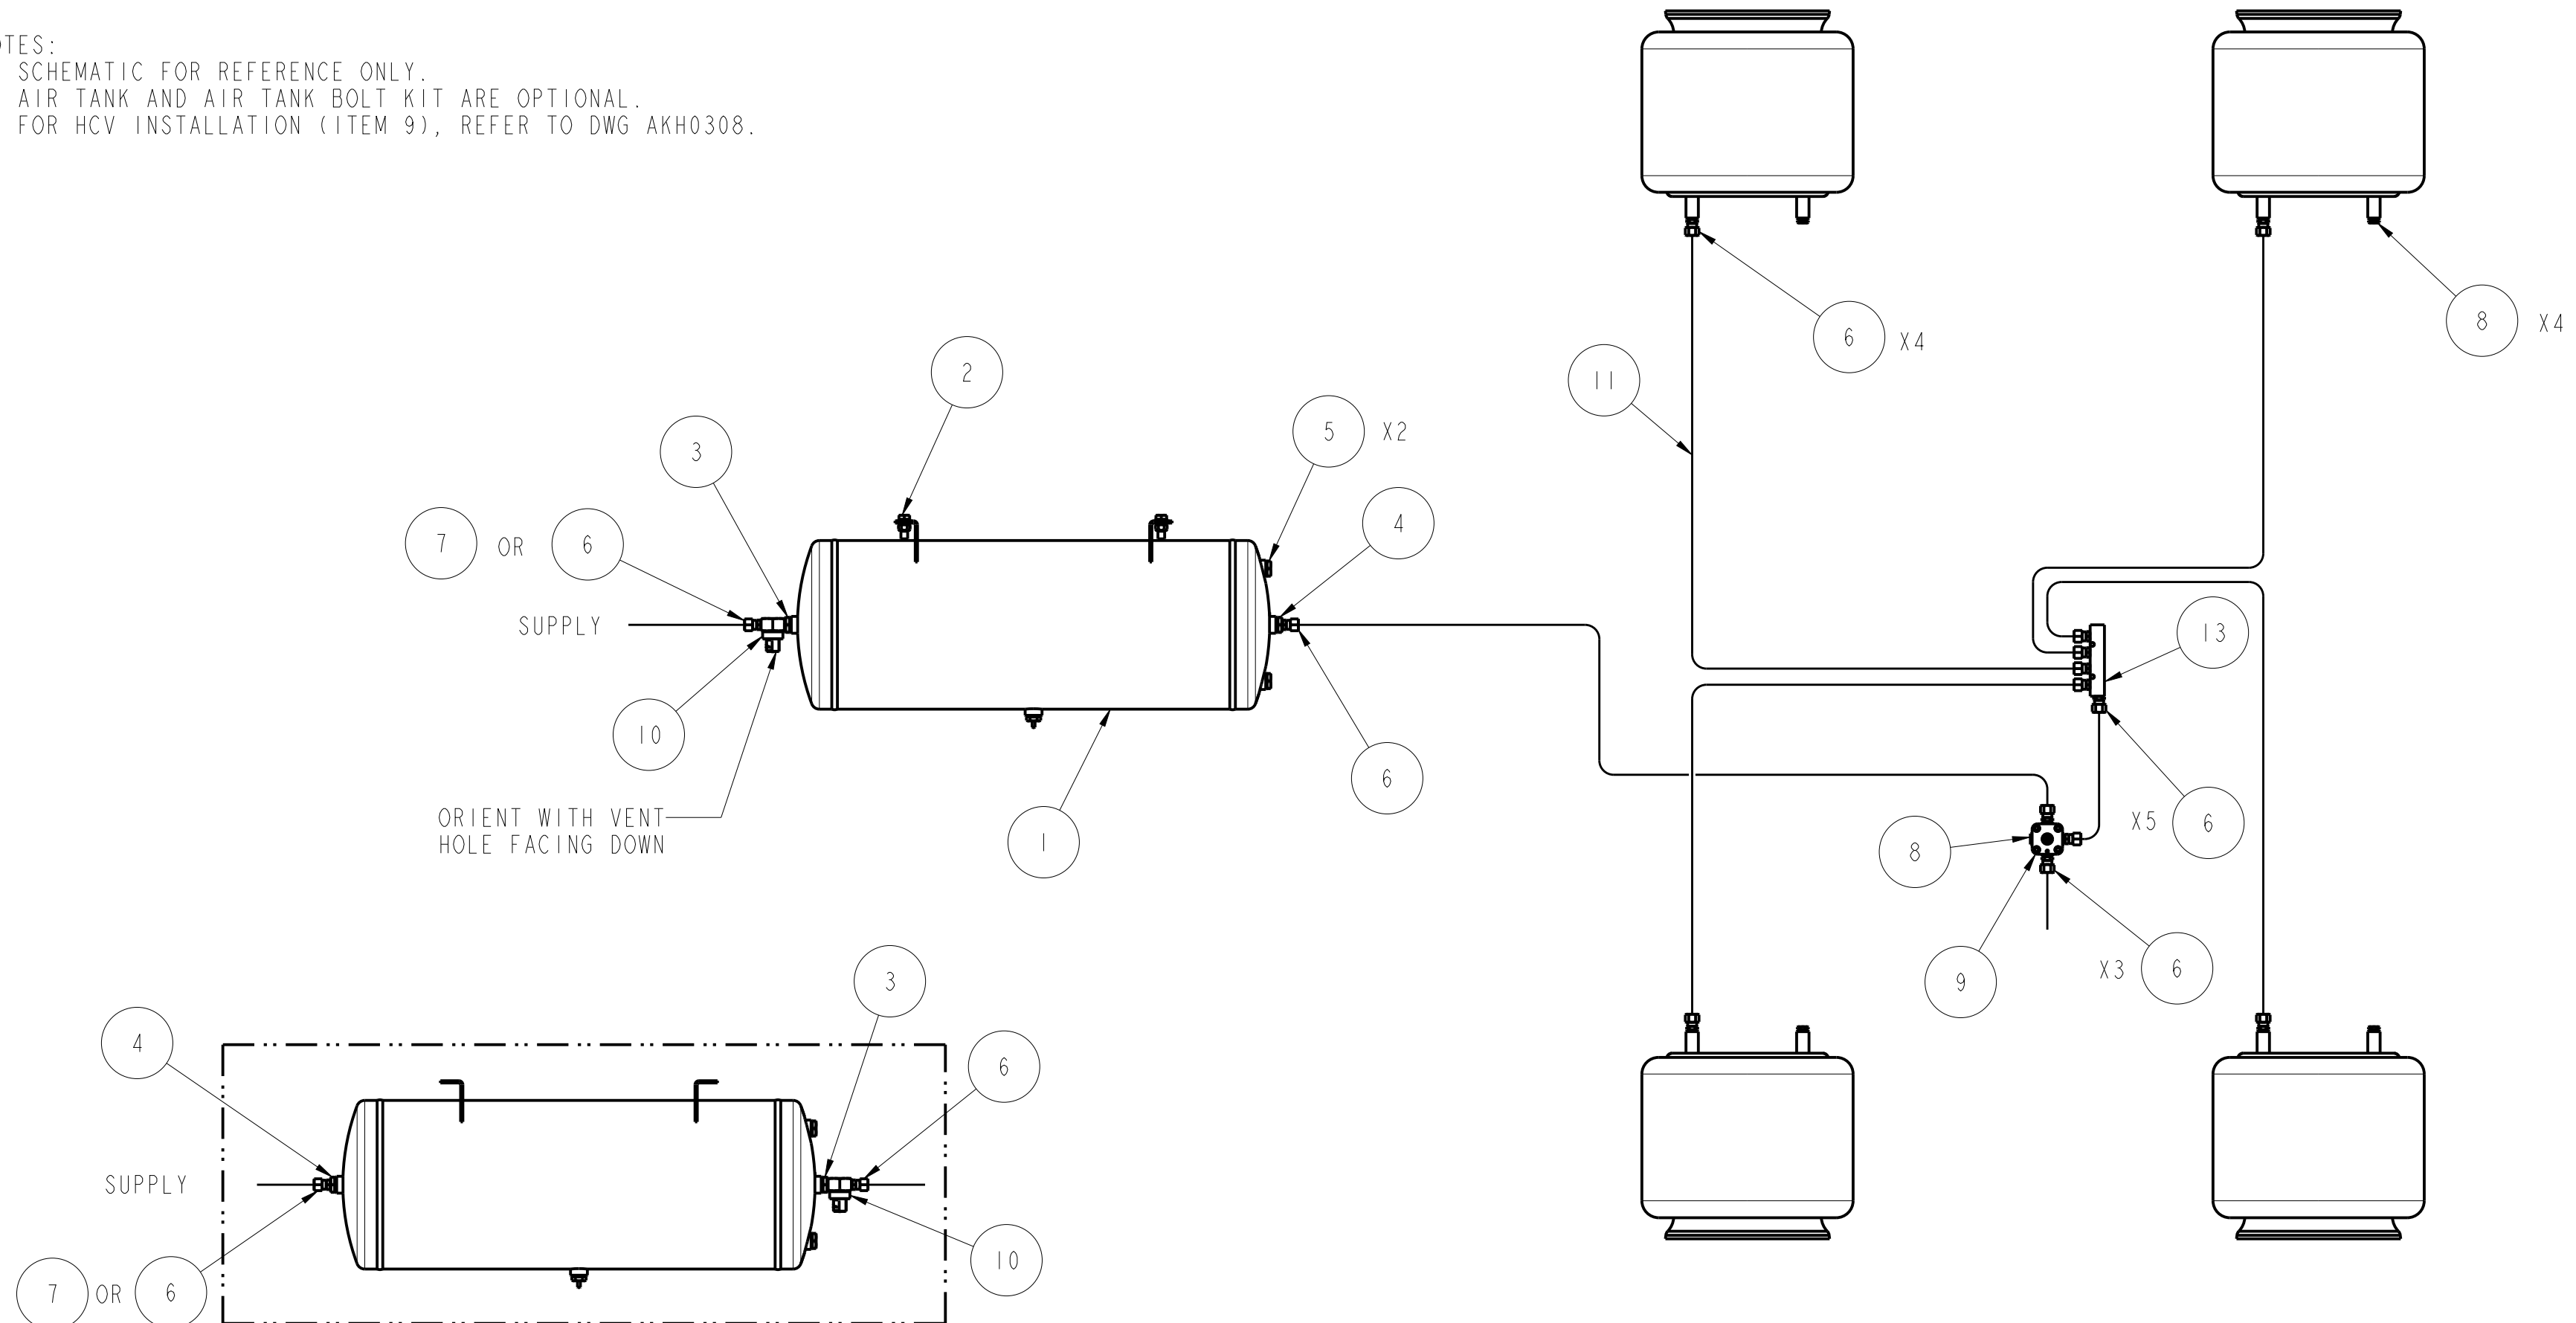 OTES:
SCHEMATIC FOR REFERENCE ONLY.
AIR TANK AND AIR TANK BOLT KIT ARE OPTIONAL.
FOR HCV INSTALLATION (ITEM 9), REFER TO DWG AKH0308.
8 X4
6 X4
11
2
5 X2
3
4
7 OR 6
SUPPLY
13
10
6
ORIENT WITH VENT
HOLE FACING DOWN
1
X5 6
8
9
X3 6
3
4
6
SUPPLY
10
7 OR 6